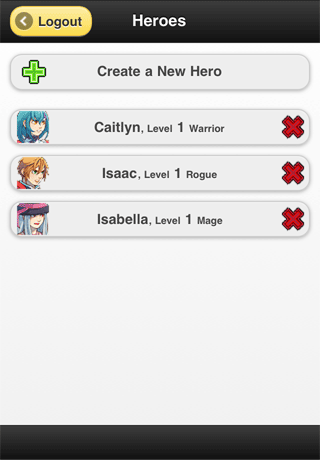 Logout
Heroes
Create a New Hero
Caitlyn, Level 1 Warrior
Isaac, Level 1 Rogue
Isabella, Level 1 Mage